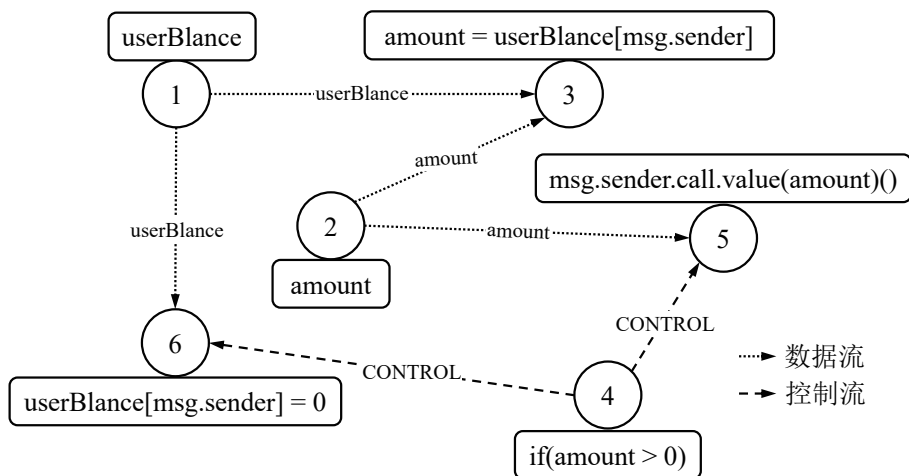 userBlance
amount = userBlance[msg.sender]
1
userBlance
3
amount
msg.sender.call.value(amount)()
userBlance
2
amount
5
amount
CONTROL
6
CONTROL
数据流
userBlance[msg.sender] = 0
4
控制流
if(amount > 0)